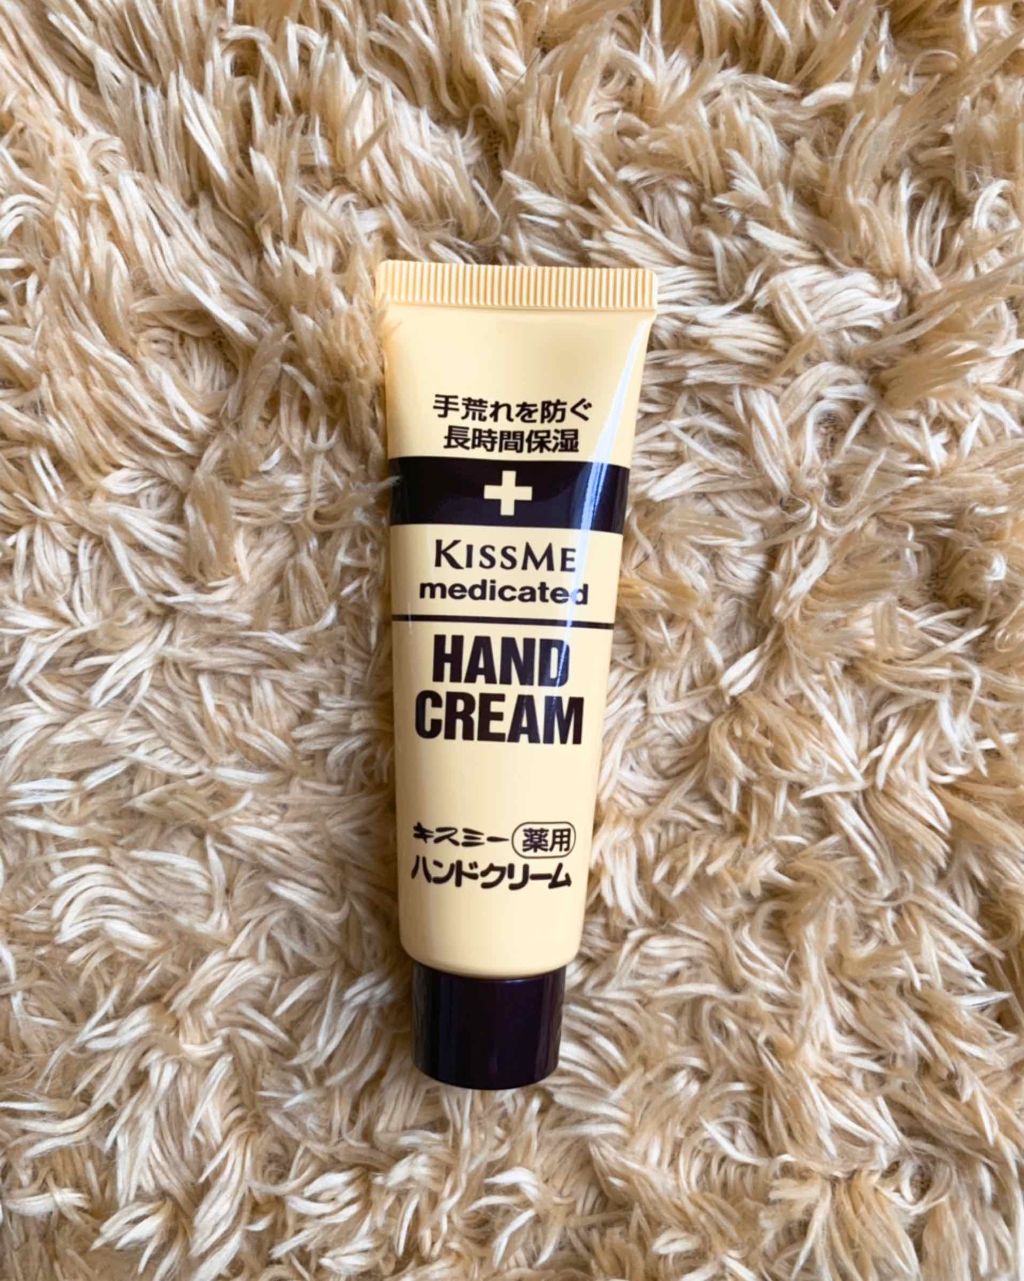 手荒れを防ぐ
長時間保湿
KISSME
medicated
HAND
CREAM
キスミー 薬用
ハンドクリーム